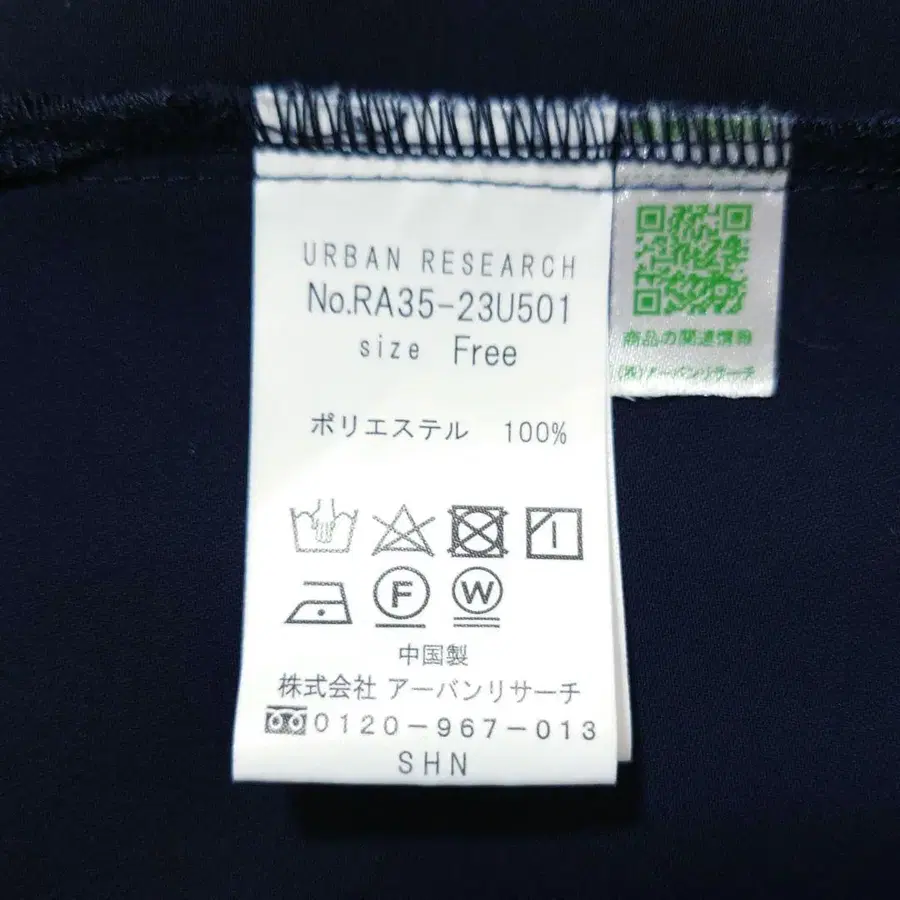 URBAN RESEARCH
No.RA35-23U501
size Free
ポリエステル 100%
F
W
中国製
株式会社 アーバンリサーチ
0120-967-013
SHN
商品の関連情報
(株)アーバンリサーチ